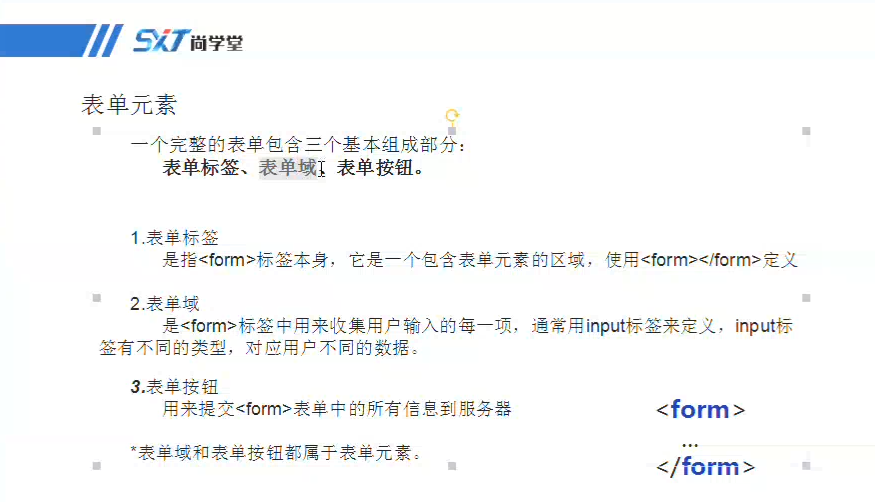 SXT尚学堂
表单元素
一个完整的表单包含三个基本组成部分：
表单标签、表单域、表单按钮。
1.表单标签
是指<form>标签本身，它是一个包含表单元素的区域，使用<form></form>定义
2.表单域
是<form>标签中用来收集用户输入的每一项，通常用input标签来定义，input标
签有不同的类型，对应用户不同的数据。
3.表单按钮
用来提交<form>表单中的所有信息到服务器
<form>
...
</form>
*表单域和表单按钮都属于表单元素。